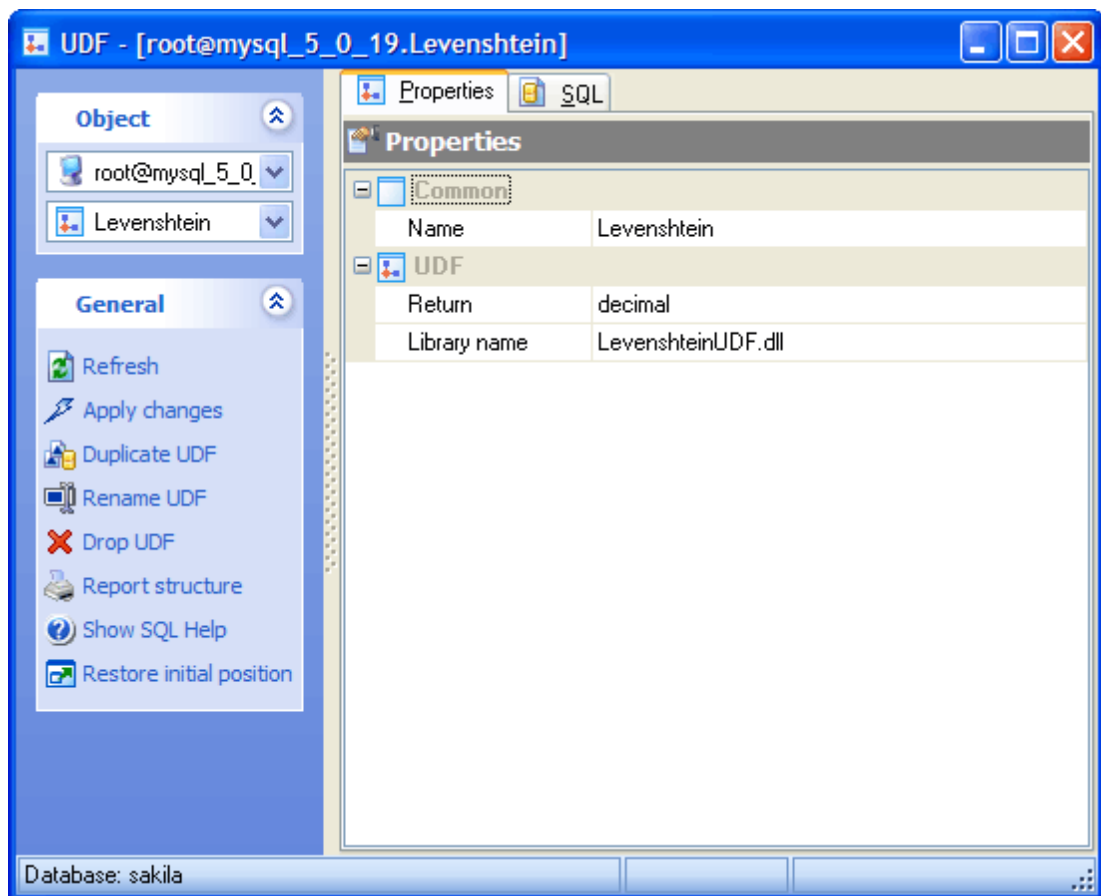 UDF - [root@mysql_5_0_19.Levenshtein]
Object
root@mysql_5_0_
Levenshtein
General
Refresh
Apply changes
Duplicate UDF
Rename UDF
Drop UDF
Report structure
Show SQL Help
Restore initial position
Properties SQL
Properties
Common
Name Levenshtein
UDF
Return decimal
Library name LevenshteinUDF.dll
Database: sakila